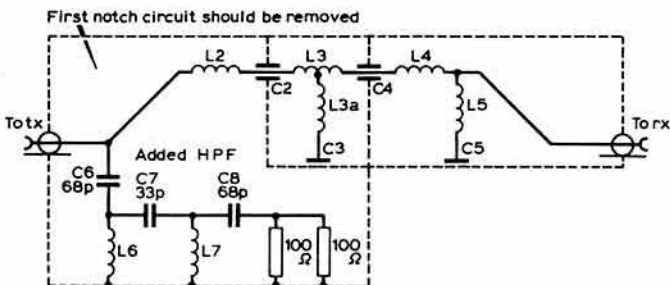 First notch circuit should be removed
L2
L3
L4
C2
C4
L3a
L5
To tx
To rx
Added HPF
C3
C5
C6
68p
C7
33p
C8
68p
L6
L7
100
Ω
100
Ω